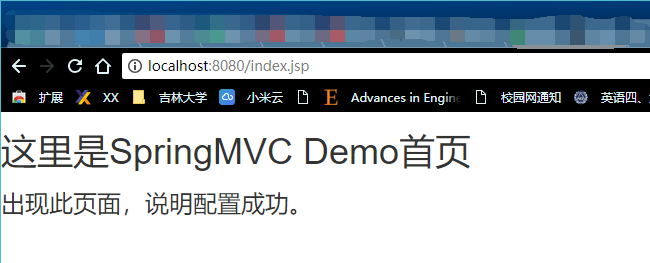 localhost:8080/index.jsp
扩展 XX 吉林大学 小米云 Advances in Engine 校园网通知 英语四、
这里是SpringMVC Demo首页
出现此页面，说明配置成功。